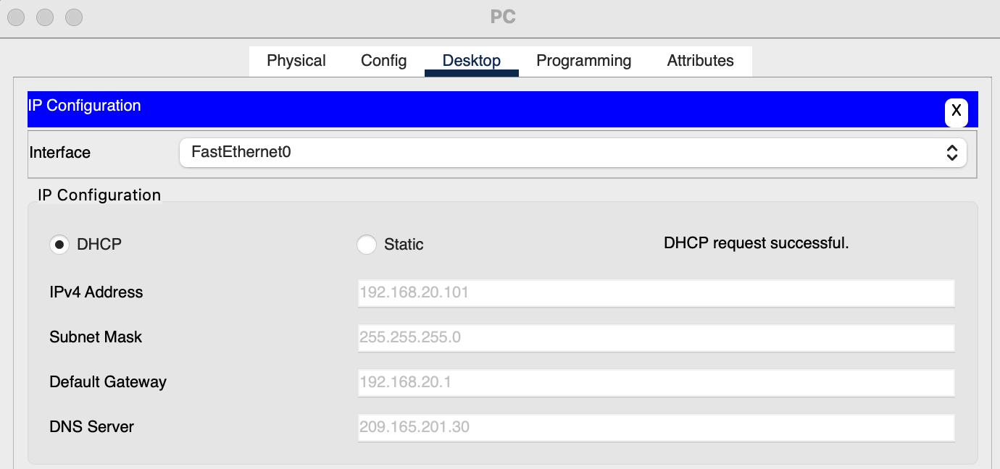 PC
Physical Config Desktop Programming Attributes
IP Configuration X
Interface FastEthernet0
IP Configuration
DHCP Static DHCP request successful.
IPv4 Address 192.168.20.101
Subnet Mask 255.255.255.0
Default Gateway 192.168.20.1
DNS Server 209.165.201.30